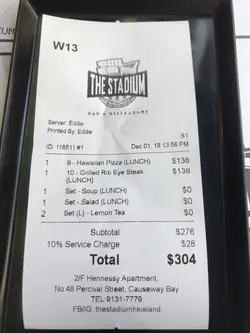 W13
THE STADIUM
BAR & RESTAURANT
Server: Eddie
Printed By: Eddie
S1
ID: 118511 #1 Dec 01, 18 13:56 PM
1 9 - Hawaiian Pizza (LUNCH) $138
1 10 - Grilled Rib Eye Steak (LUNCH) $138
1 Set - Soup (LUNCH) $0
1 Set - Salad (LUNCH) $0
2 Set (L) - Lemon Tea $0
Subtotal $276
10% Service Charge $28
Total $304
2/F Hennessy Apartment,
No.48 Percival Street, Causeway Bay
TEL 9131-7779
FB/IG: thestadiumhkisland